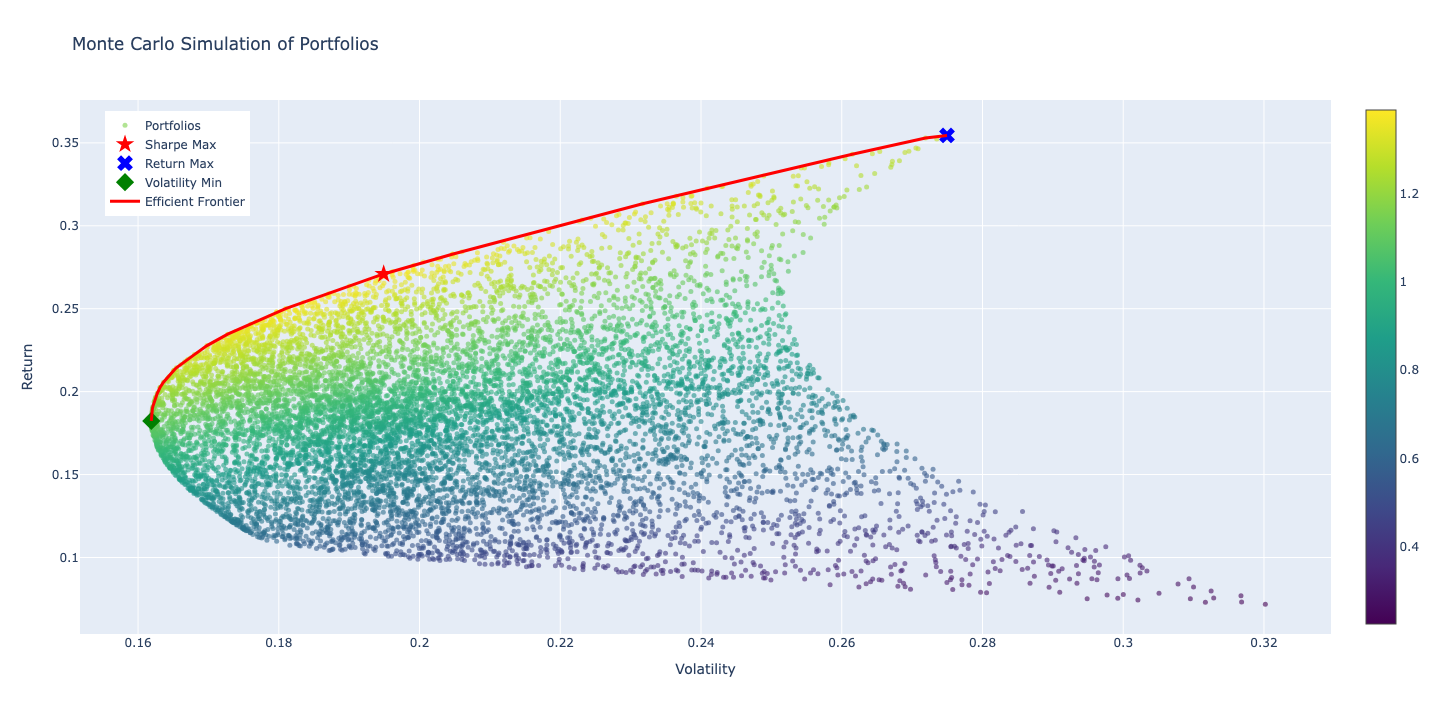 Monte Carlo Simulation of Portfolios
Portfolios
Sharpe Max
Return Max
Volatility Min
Efficient Frontier
0.35
0.3
0.25
0.2
0.15
0.1
Return
0.16
0.18
0.2
0.22
0.24
0.26
0.28
0.3
0.32
Volatility
1.2
1
0.8
0.6
0.4